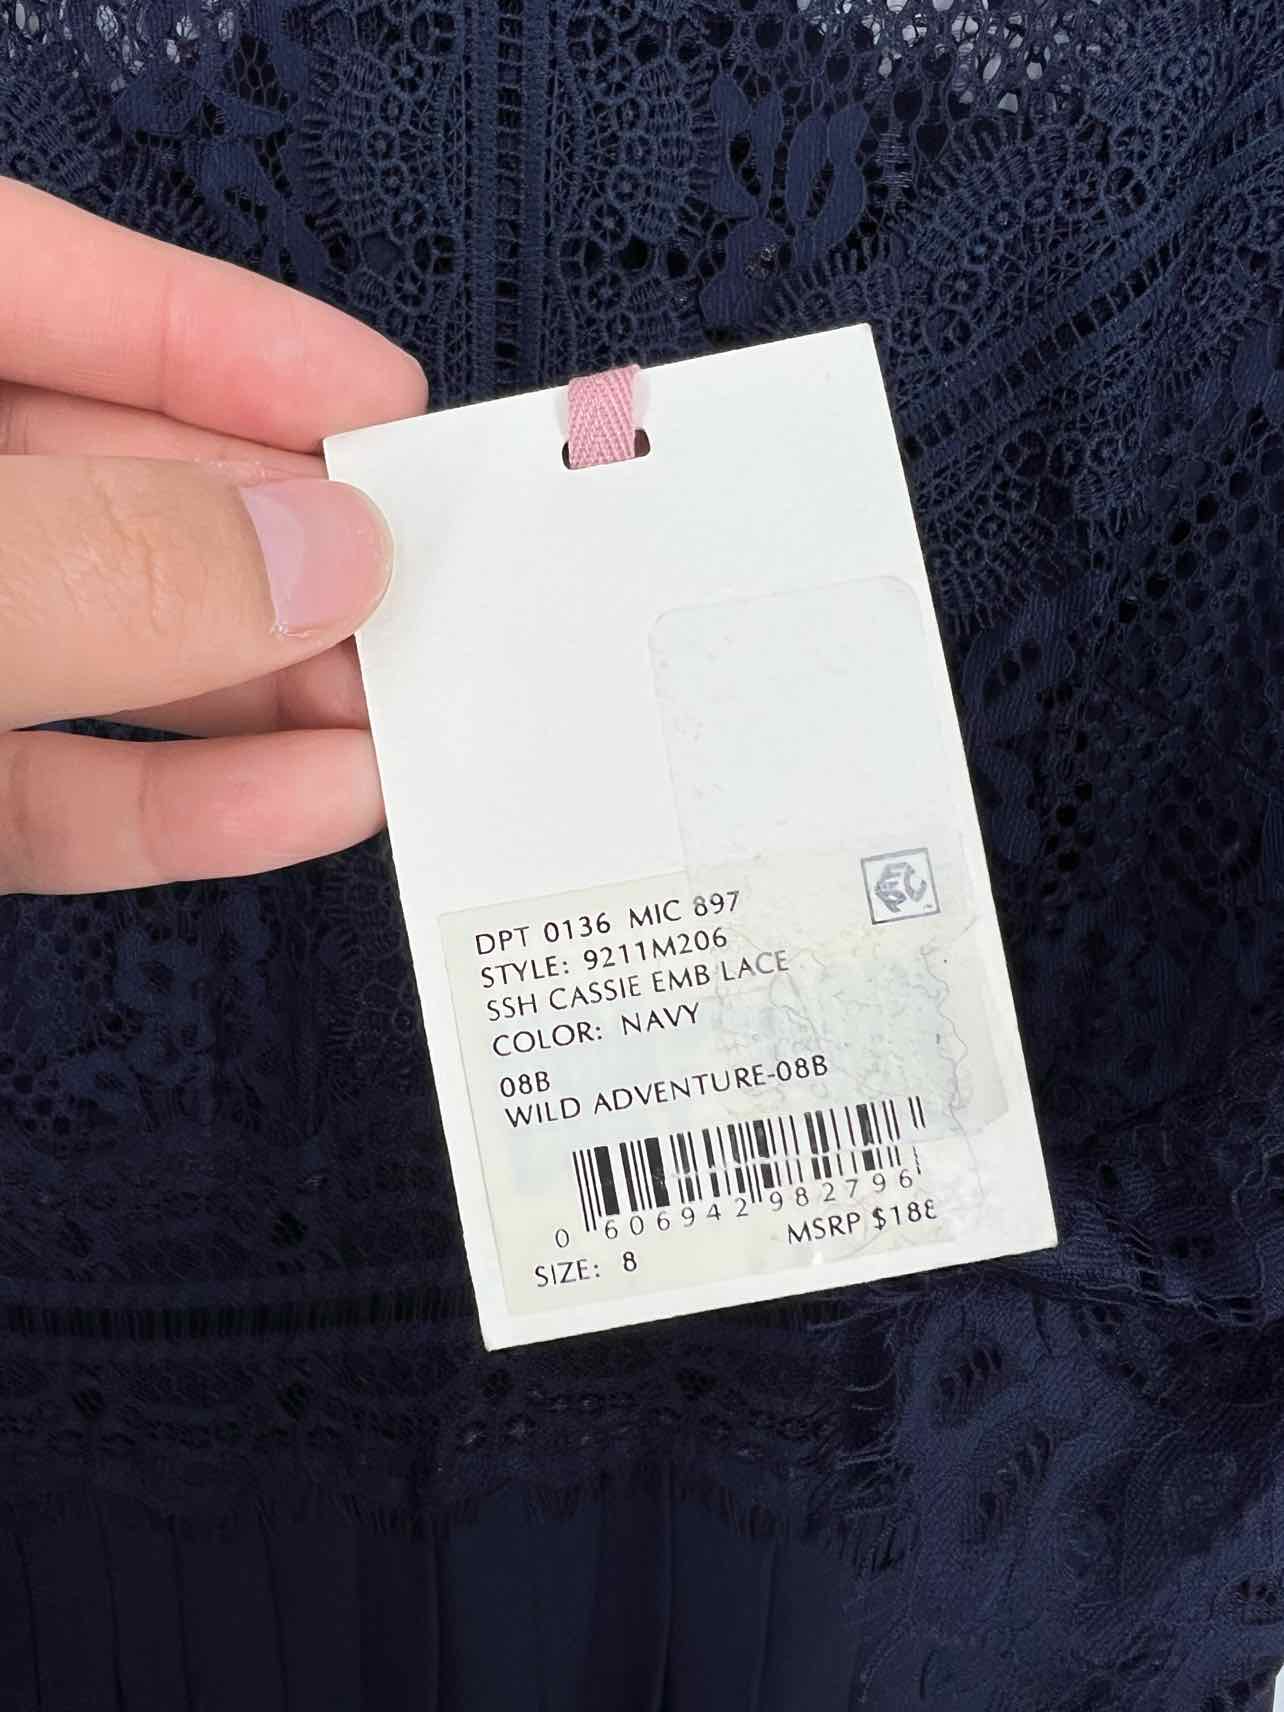 DPT 0136 MIC 897
STYLE: 9211M206
SSH CASSIE EMB LACE
COLOR: NAVY
08B
WILD ADVENTURE-08B
0 606942 982796
MSRP $188
SIZE: 8